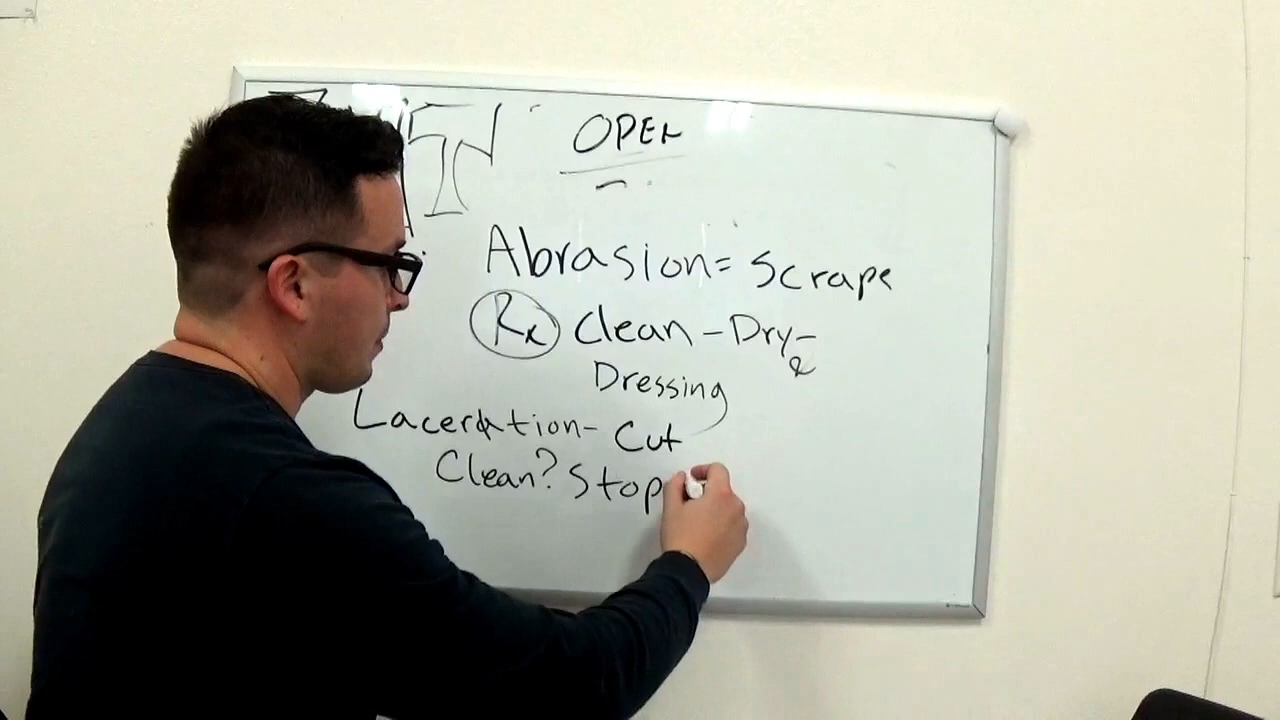 OPEN
Abrasion= Scrape
Rx Clean - Dry -
&
Dressing
Laceration- Cut
Clean? Stop